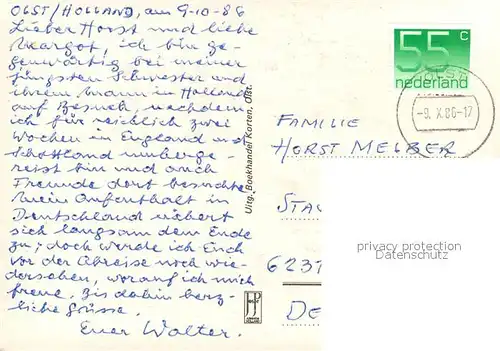 OLST/HOLLAND, am 9-10-86
Lieber Horst und liebe
Margot, ich bin ge-
genwärtig bei meiner
jüngsten Schwester und
ihrem Mann in Holland
auf Besuch, nachdem
ich für reichlich zwei
Wochen in England und
Schottland umherge-
reist bin und auch
Freunde dort besuchte
Mein Aufenthalt in
Deutschland nähert
sich langsam dem Ende
zu; doch werde ich Euch
vor der Abreise noch wie-
dersehen, worauf ich mich
freue. Bis dahin herz-
liche Grüsse.
Euer Walter.
Uitg. Boekhandel Korten, Olst.
55 c
nederland
-9. X. 86-17
FAMILIE
HORST MELBER
privacy protection
Datenschutz